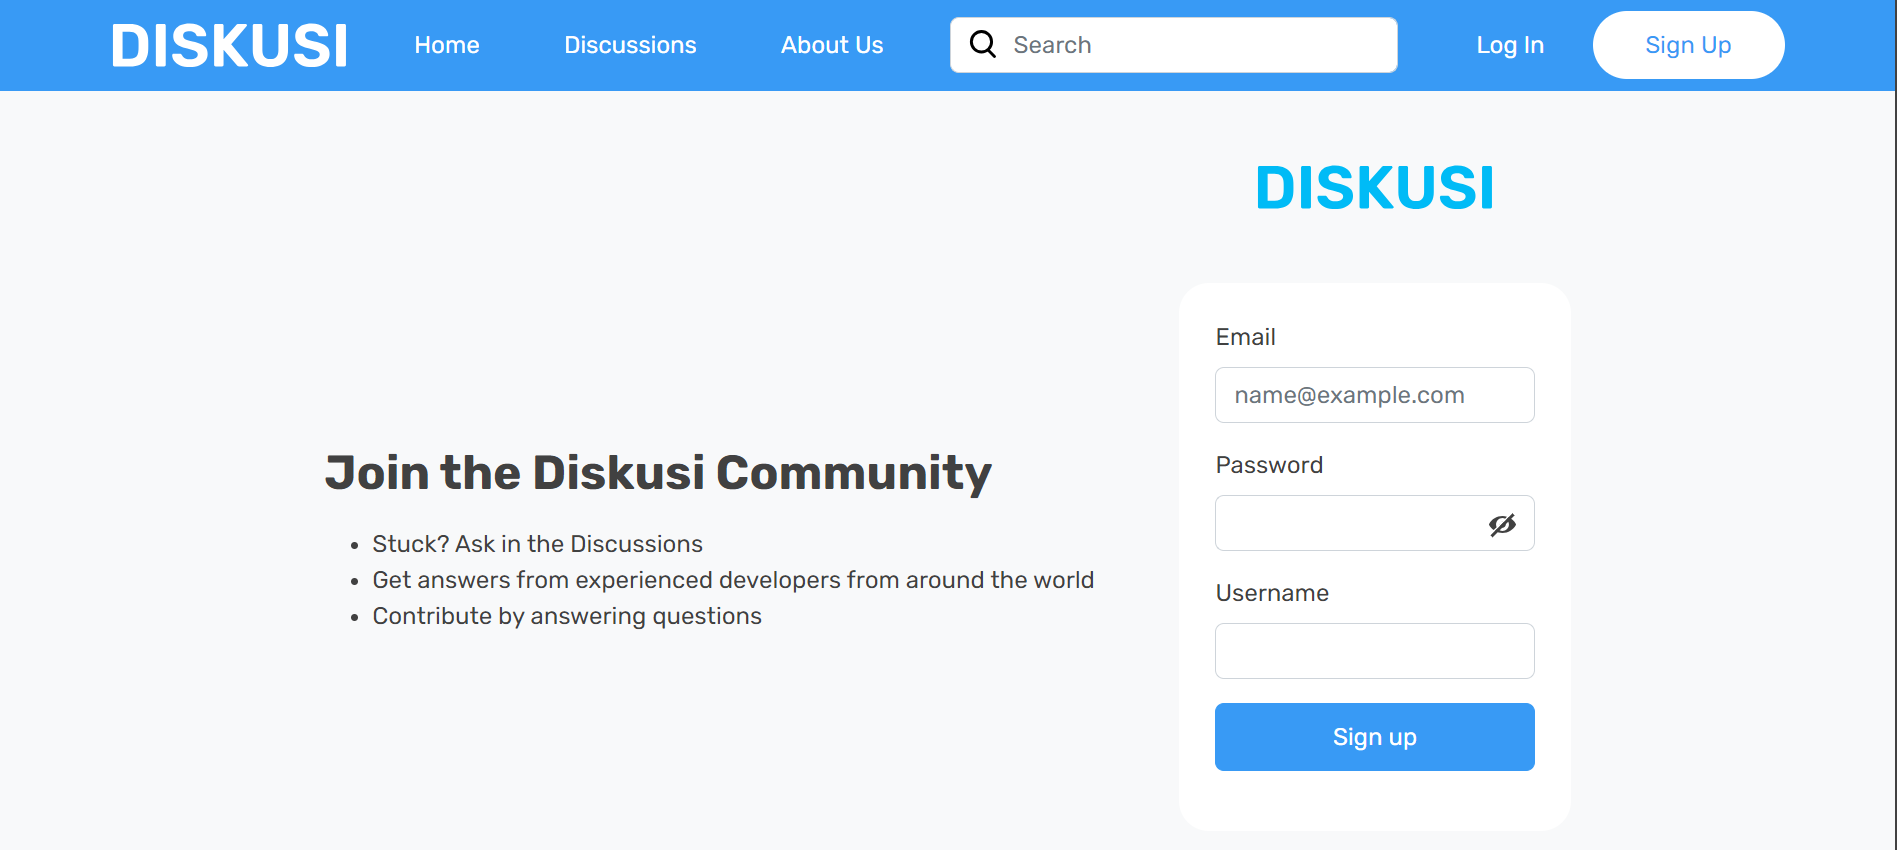 DISKUSI Home Discussions About Us Search Log In Sign Up
DISKUSI
Join the Diskusi Community
• Stuck? Ask in the Discussions
• Get answers from experienced developers from around the world
• Contribute by answering questions
Email
name@example.com
Password
Username
Sign up